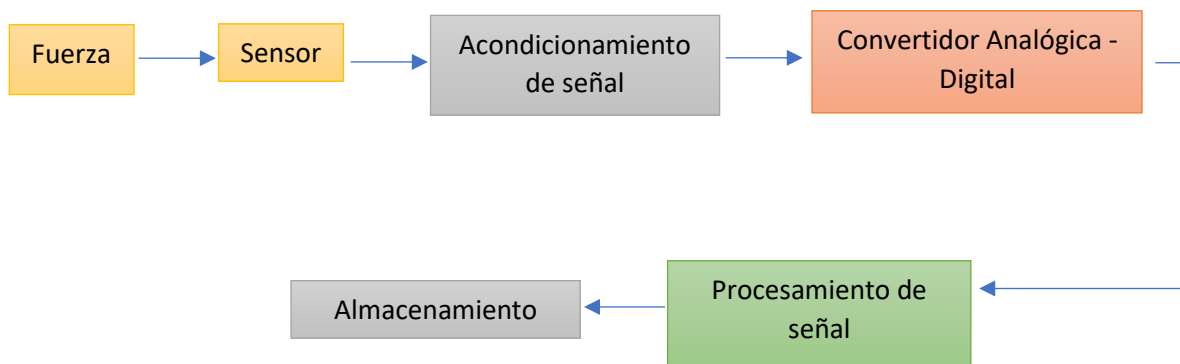 Fuerza
Sensor
Acondicionamiento
de señal
Convertidor Analógica -
Digital
Procesamiento de
señal
Almacenamiento